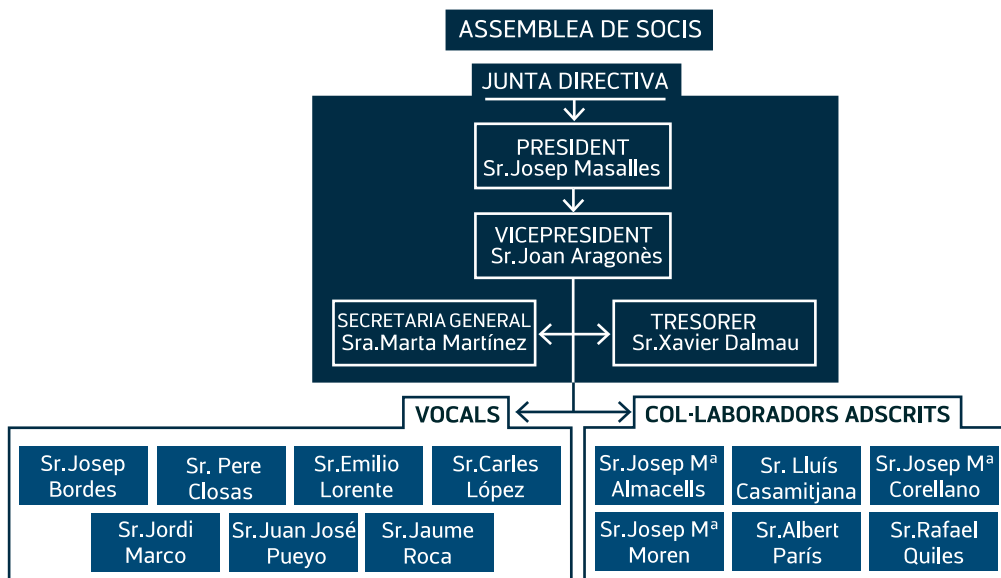 ASSEMBLEA DE SOCIS
JUNTA DIRECTIVA
PRESIDENT
Sr.Josep Masalles
VICEPRESIDENT
Sr.Joan Aragonès
SECRETARIA GENERAL
Sra.Marta Martínez
TRESORER
Sr.Xavier Dalmau
VOCALS
Sr.Josep
Bordes
Sr. Pere
Closas
Sr.Emilio
Lorente
Sr.Carles
López
Sr.Jordi
Marco
Sr.Juan José
Pueyo
Sr.Jaume
Roca
COL·LABORADORS ADSCRITS
Sr.Josep Mª
Almacells
Sr. Lluís
Casamitjana
Sr.Josep Mª
Corellano
Sr.Josep Mª
Moren
Sr.Albert
París
Sr.Rafael
Quiles